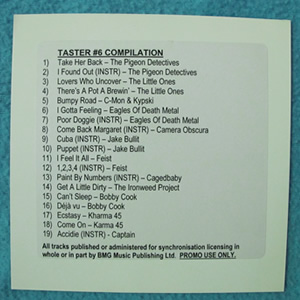 TASTER #6 COMPILATION
1) Take Her Back – The Pigeon Detectives
2) I Found Out (INSTR) – The Pigeon Detectives
3) Lovers Who Uncover – The Little Ones
4) There's A Pot A Brewin' – The Little Ones
5) Bumpy Road – C-Mon & Kypski
6) I Gotta Feeling – Eagles Of Death Metal
7) Poor Doggie (INSTR) – Eagles Of Death Metal
8) Come Back Margaret (INSTR) – Camera Obscura
9) Cuba (INSTR) – Jake Bullit
10) Puppet (INSTR) – Jake Bullit
11) I Feel It All – Feist
12) 1,2,3,4 (INSTR) – Feist
13) Paint By Numbers (INSTR) – Cagedbaby
14) Get A Little Dirty – The Ironweed Project
15) Can't Sleep – Bobby Cook
16) Déjà vu – Bobby Cook
17) Ecstasy – Kharma 45
18) Come On – Karma 45
19) Accidie (INSTR) - Captain
All tracks published or administered for synchronisation licensing in
whole or in part by BMG Music Publishing Ltd. PROMO USE ONLY.